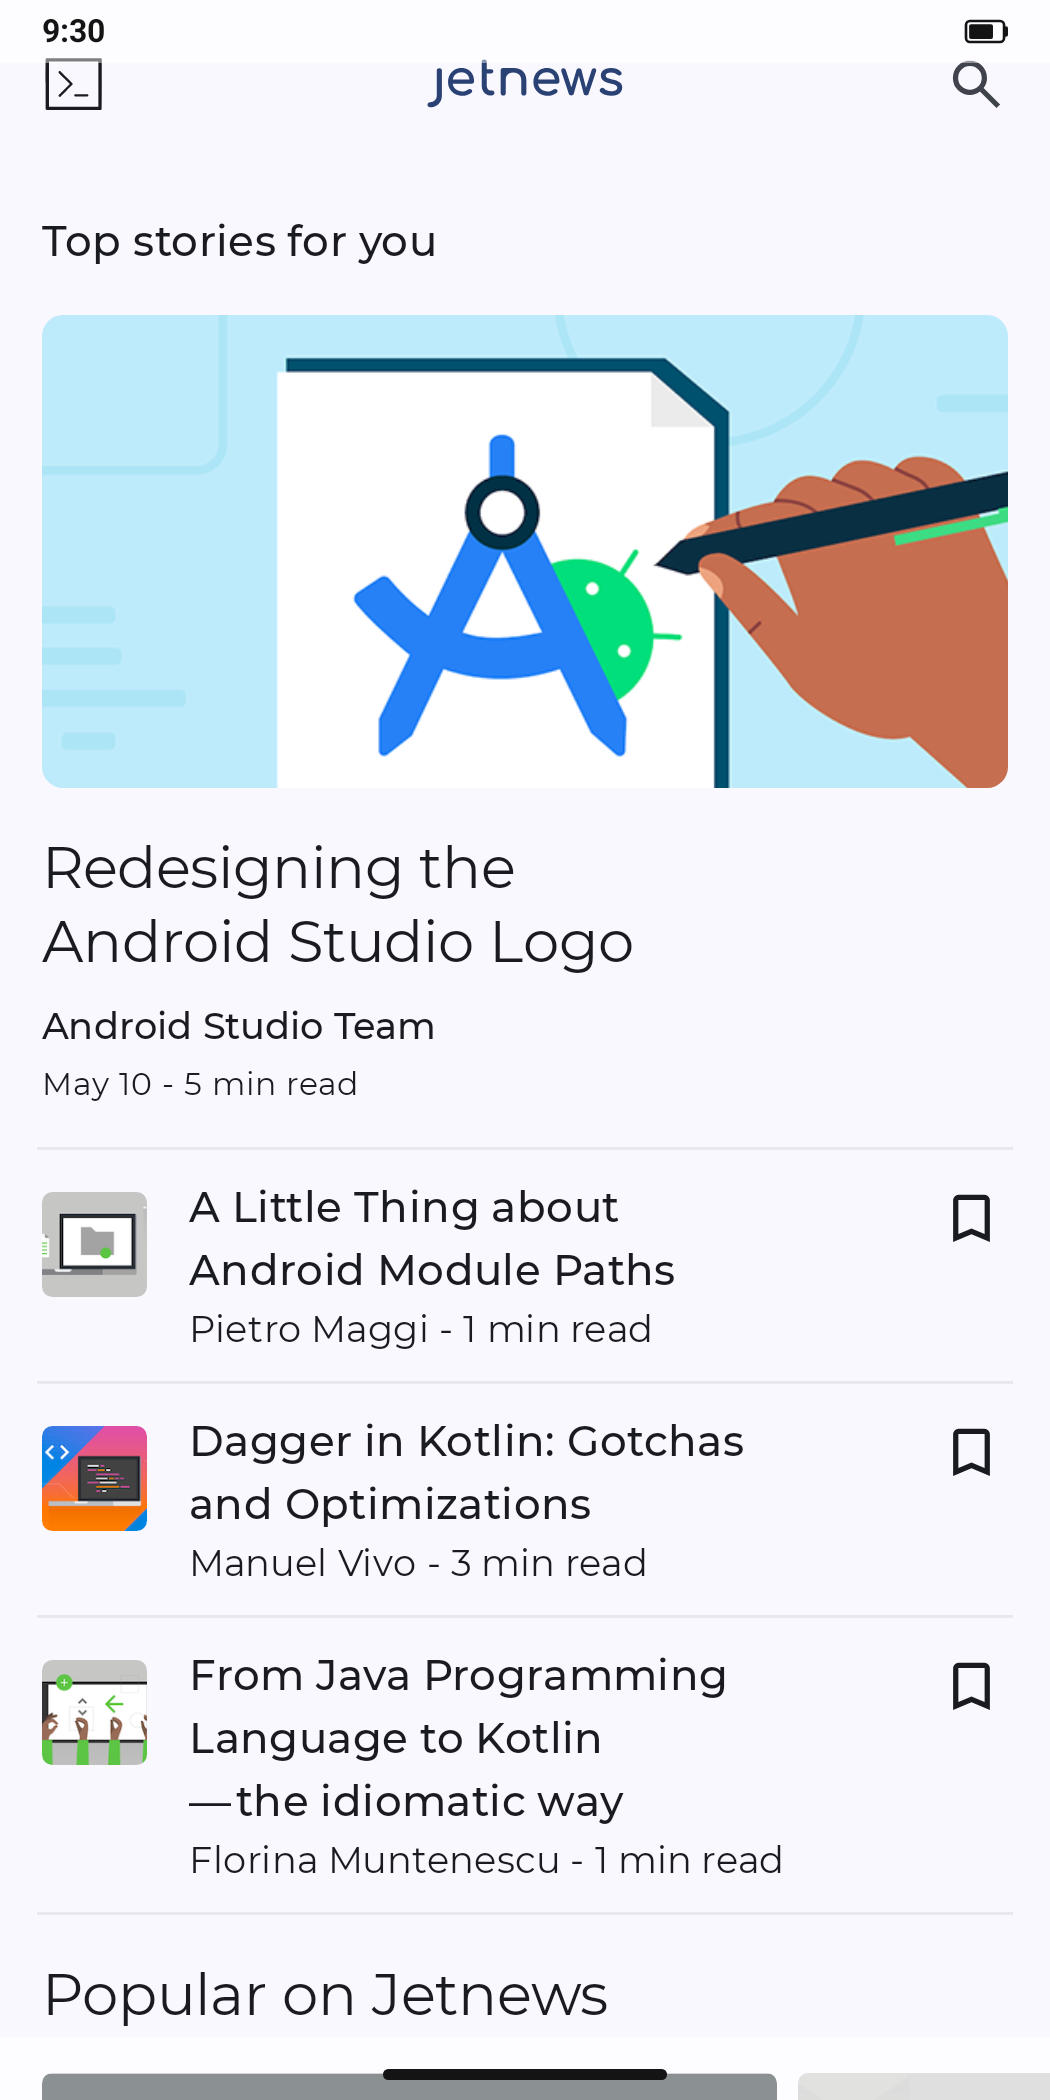 9:30
jetnews
Top stories for you
Redesigning the
Android Studio Logo
Android Studio Team
May 10 - 5 min read
A Little Thing about
Android Module Paths
Pietro Maggi - 1 min read
Dagger in Kotlin: Gotchas
and Optimizations
Manuel Vivo - 3 min read
From Java Programming
Language to Kotlin
—the idiomatic way
Florina Muntenescu - 1 min read
Popular on Jetnews